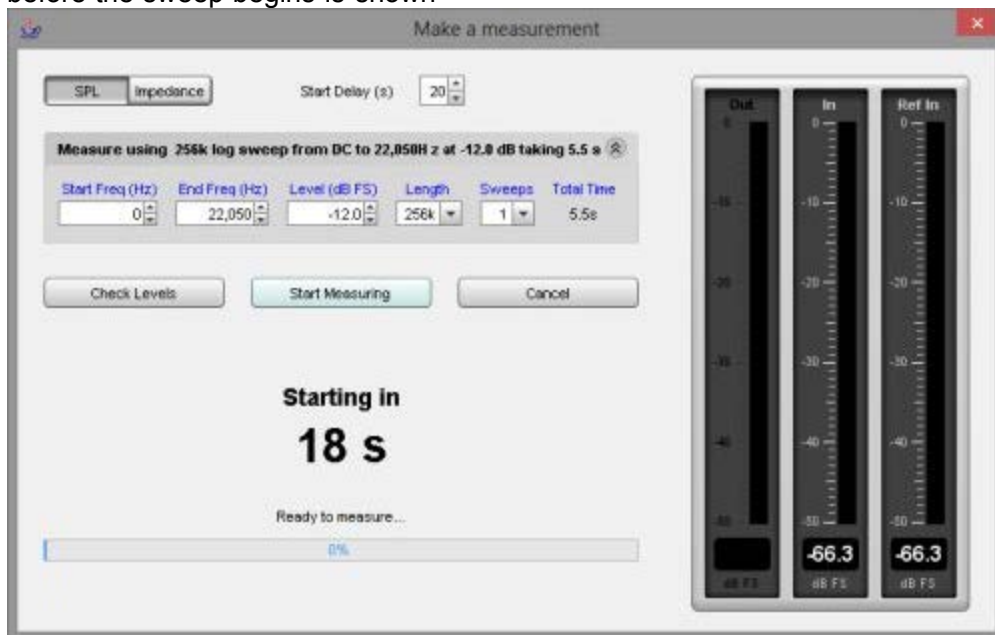 before the sweep begins is shown
Make a measurement
SPL Impedance Start Delay (s) 20
Measure using 256k log sweep from DC to 22,050H z at -12.0 dB taking 5.5 s
Start Freq (Hz) End Freq (Hz) Level (dB FS) Length Sweeps Total Time
0 22,050 -12.0 256k 1 5.5s
Check Levels Start Measuring Cancel
Starting in
18 s
Ready to measure...
0%
Out In Ref In
0 0 0
-10 -10
-20 -20 -20
-30 -30
-40 -40 -40
-50 -50
-66.3 -66.3
dB FS dB FS dB FS